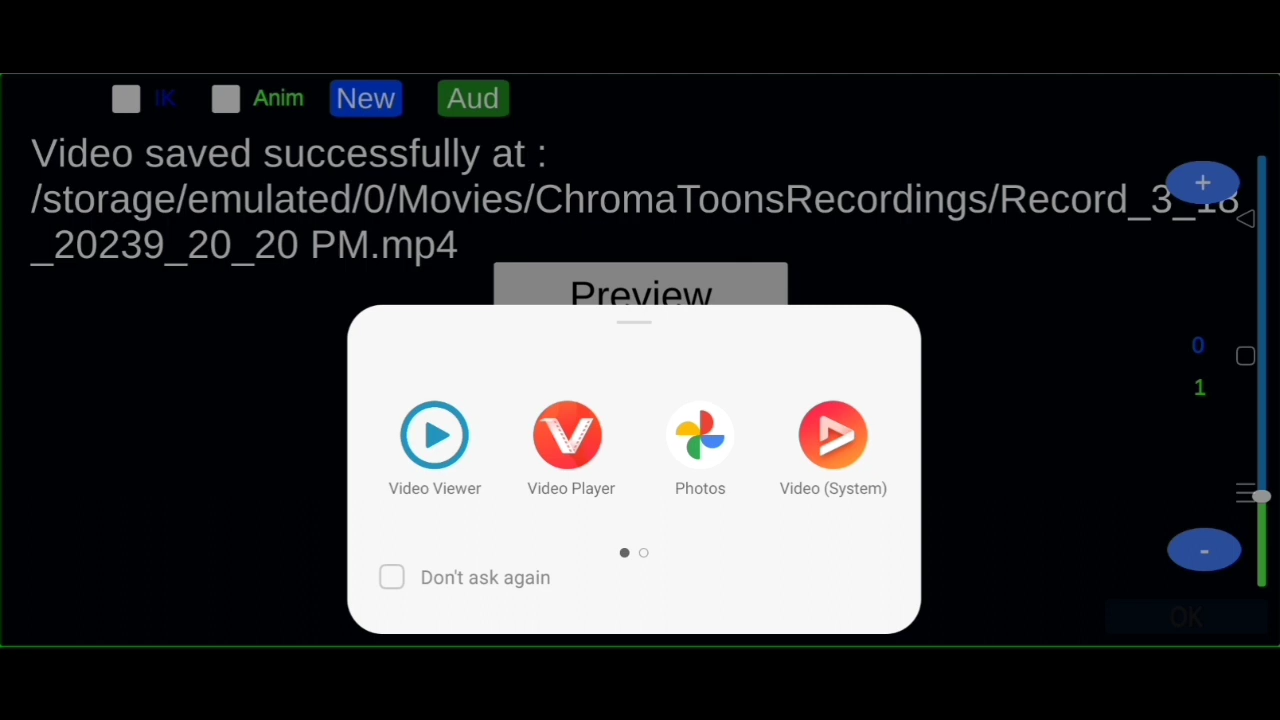 IK Anim New Aud
Video saved successfully at :
+
/storage/emulated/0/Movies/ChromaToonsRecordings/Record_3_18
_20239_20_20 PM.mp4
Preview
0
1
Video Viewer Video Player Photos Video (System)
-
Don't ask again
OK